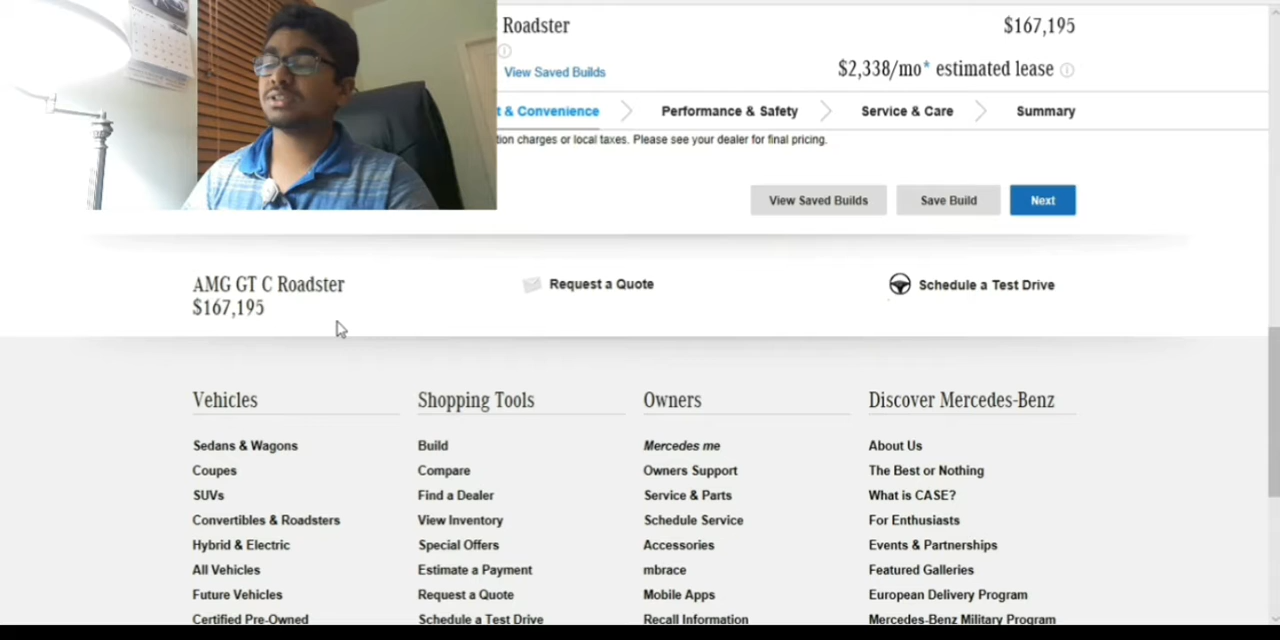 Roadster
$167,195
View Saved Builds
$2,338/mo* estimated lease
t & Convenience
Performance & Safety
Service & Care
Summary
tion charges or local taxes. Please see your dealer for final pricing.
View Saved Builds
Save Build
Next
AMG GT C Roadster
$167,195
Request a Quote
Schedule a Test Drive
Vehicles
Sedans & Wagons
Coupes
SUVs
Convertibles & Roadsters
Hybrid & Electric
All Vehicles
Future Vehicles
Certified Pre-Owned
Shopping Tools
Build
Compare
Find a Dealer
View Inventory
Special Offers
Estimate a Payment
Request a Quote
Schedule a Test Drive
Owners
Mercedes me
Owners Support
Service & Parts
Schedule Service
Accessories
mbrace
Mobile Apps
Recall Information
Discover Mercedes-Benz
About Us
The Best or Nothing
What is CASE?
For Enthusiasts
Events & Partnerships
Featured Galleries
European Delivery Program
Mercedes-Benz Military Program